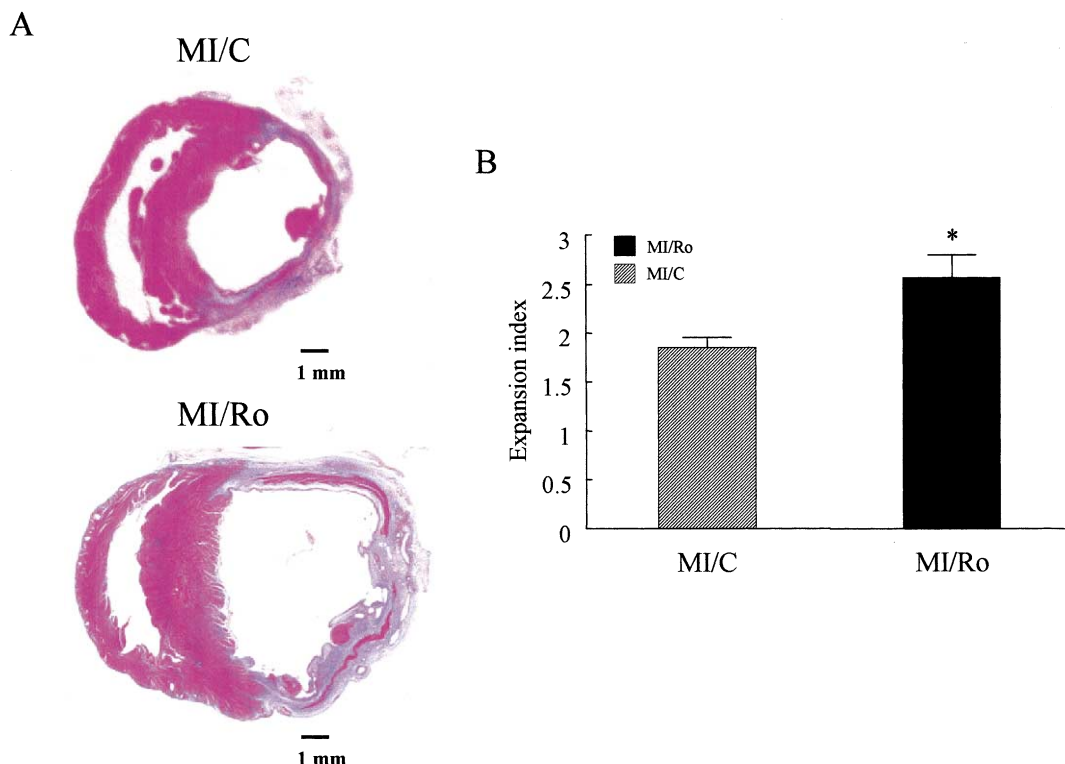 A
MI/C
1 mm
MI/Ro
1 mm
B
Expansion index
3
2.5
2
1.5
1
0.5
0
MI/Ro
MI/C
*
MI/C
MI/Ro